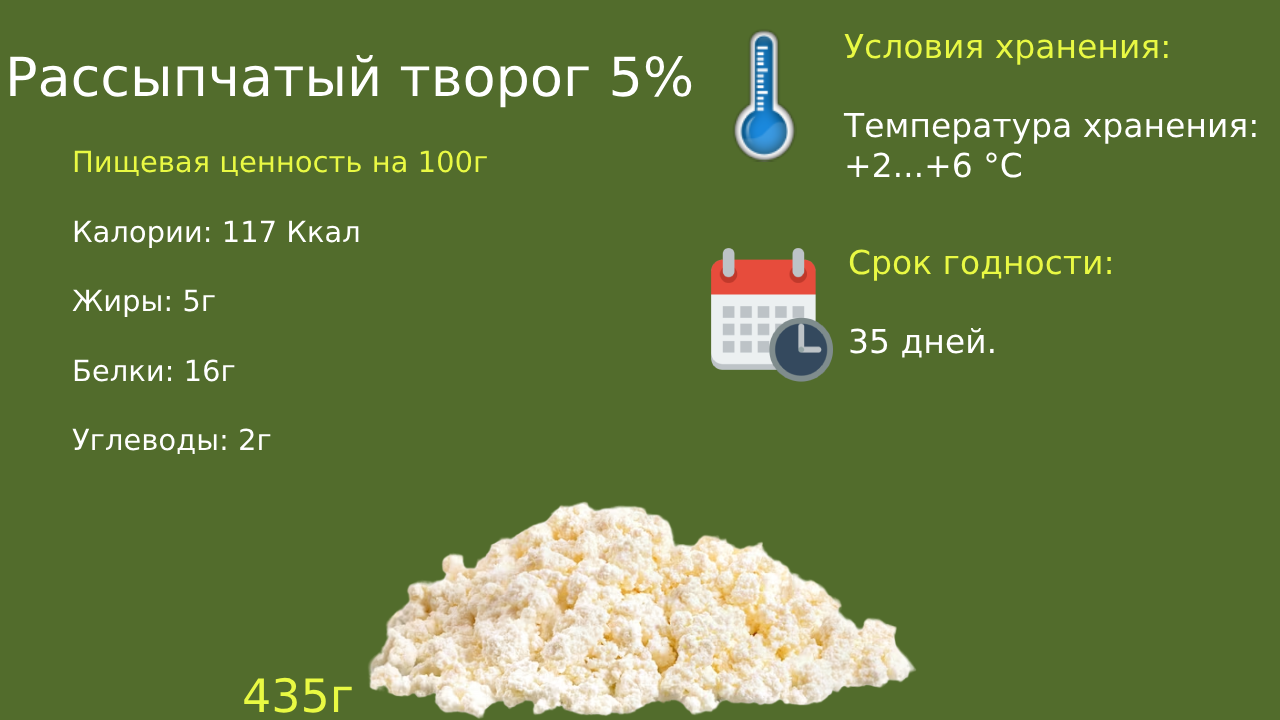 Рассыпчатый творог 5%
Пищевая ценность на 100г
Калории: 117 Ккал
Жиры: 5г
Белки: 16г
Углеводы: 2г
Условия хранения:
Температура хранения:
+2...+6 °С
Срок годности:
35 дней.
435г